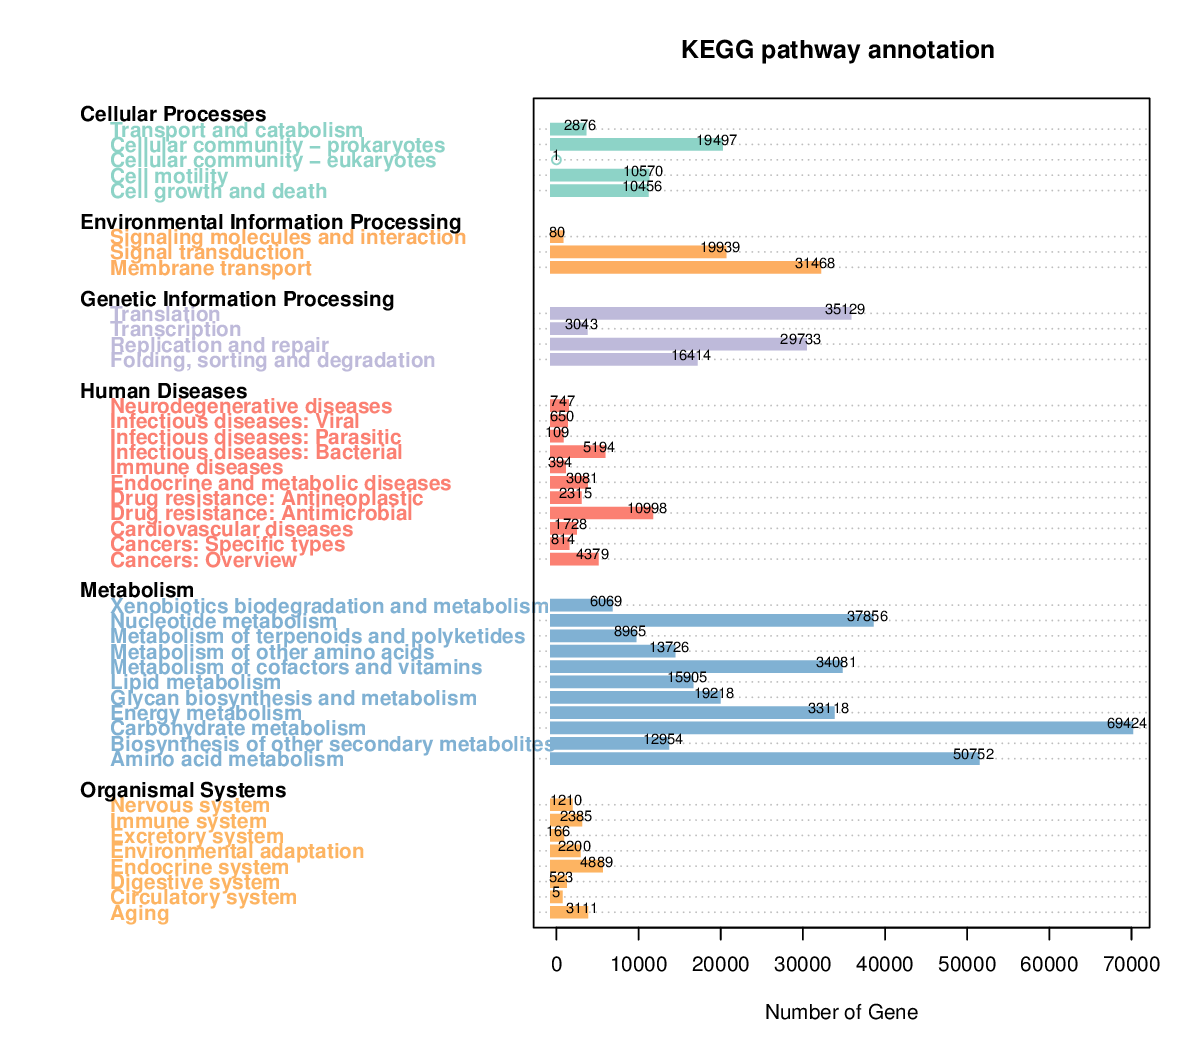 KEGG pathway annotation
Cellular Processes
Transport and catabolism 2876
Cellular community – prokaryotes 19497
Cellular community – eukaryotes 1
Cell motility 10570
Cell growth and death 10456
Environmental Information Processing
Signaling molecules and interaction 80
Signal transduction 19939
Membrane transport 31468
Genetic Information Processing
Translation 35129
Transcription 3043
Replication and repair 29733
Folding, sorting and degradation 16414
Human Diseases
Neurodegenerative diseases 747
Infectious diseases: Viral 650
Infectious diseases: Parasitic 109
Infectious diseases: Bacterial 5194
Immune diseases 394
Endocrine and metabolic diseases 3081
Drug resistance: Antineoplastic 2315
Drug resistance: Antimicrobial 10998
Cardiovascular diseases 1728
Cancers: Specific types 814
Cancers: Overview 4379
Metabolism
Xenobiotics biodegradation and metabolism 6069
Nucleotide metabolism 37856
Metabolism of terpenoids and polyketides 8965
Metabolism of other amino acids 13726
Metabolism of cofactors and vitamins 34081
Lipid metabolism 15905
Glycan biosynthesis and metabolism 19218
Energy metabolism 33118
Carbohydrate metabolism 69424
Biosynthesis of other secondary metabolites 12954
Amino acid metabolism 50752
Organismal Systems
Nervous system 1210
Immune system 2385
Excretory system 166
Environmental adaptation 2200
Endocrine system 4889
Digestive system 523
Circulatory system 5
Aging 3111
0 10000 20000 30000 40000 50000 60000 70000
Number of Gene